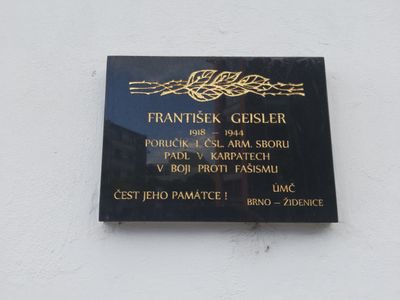 FRANTIŠEK GEISLER
1918 – 1944
PORUČÍK 1. ČSL. ARM. SBORU
PADL V KARPATECH
V BOJI PROTI FAŠISMU
ČEST JEHO PAMÁTCE !
ÚMČ
BRNO – ŽIDENICE